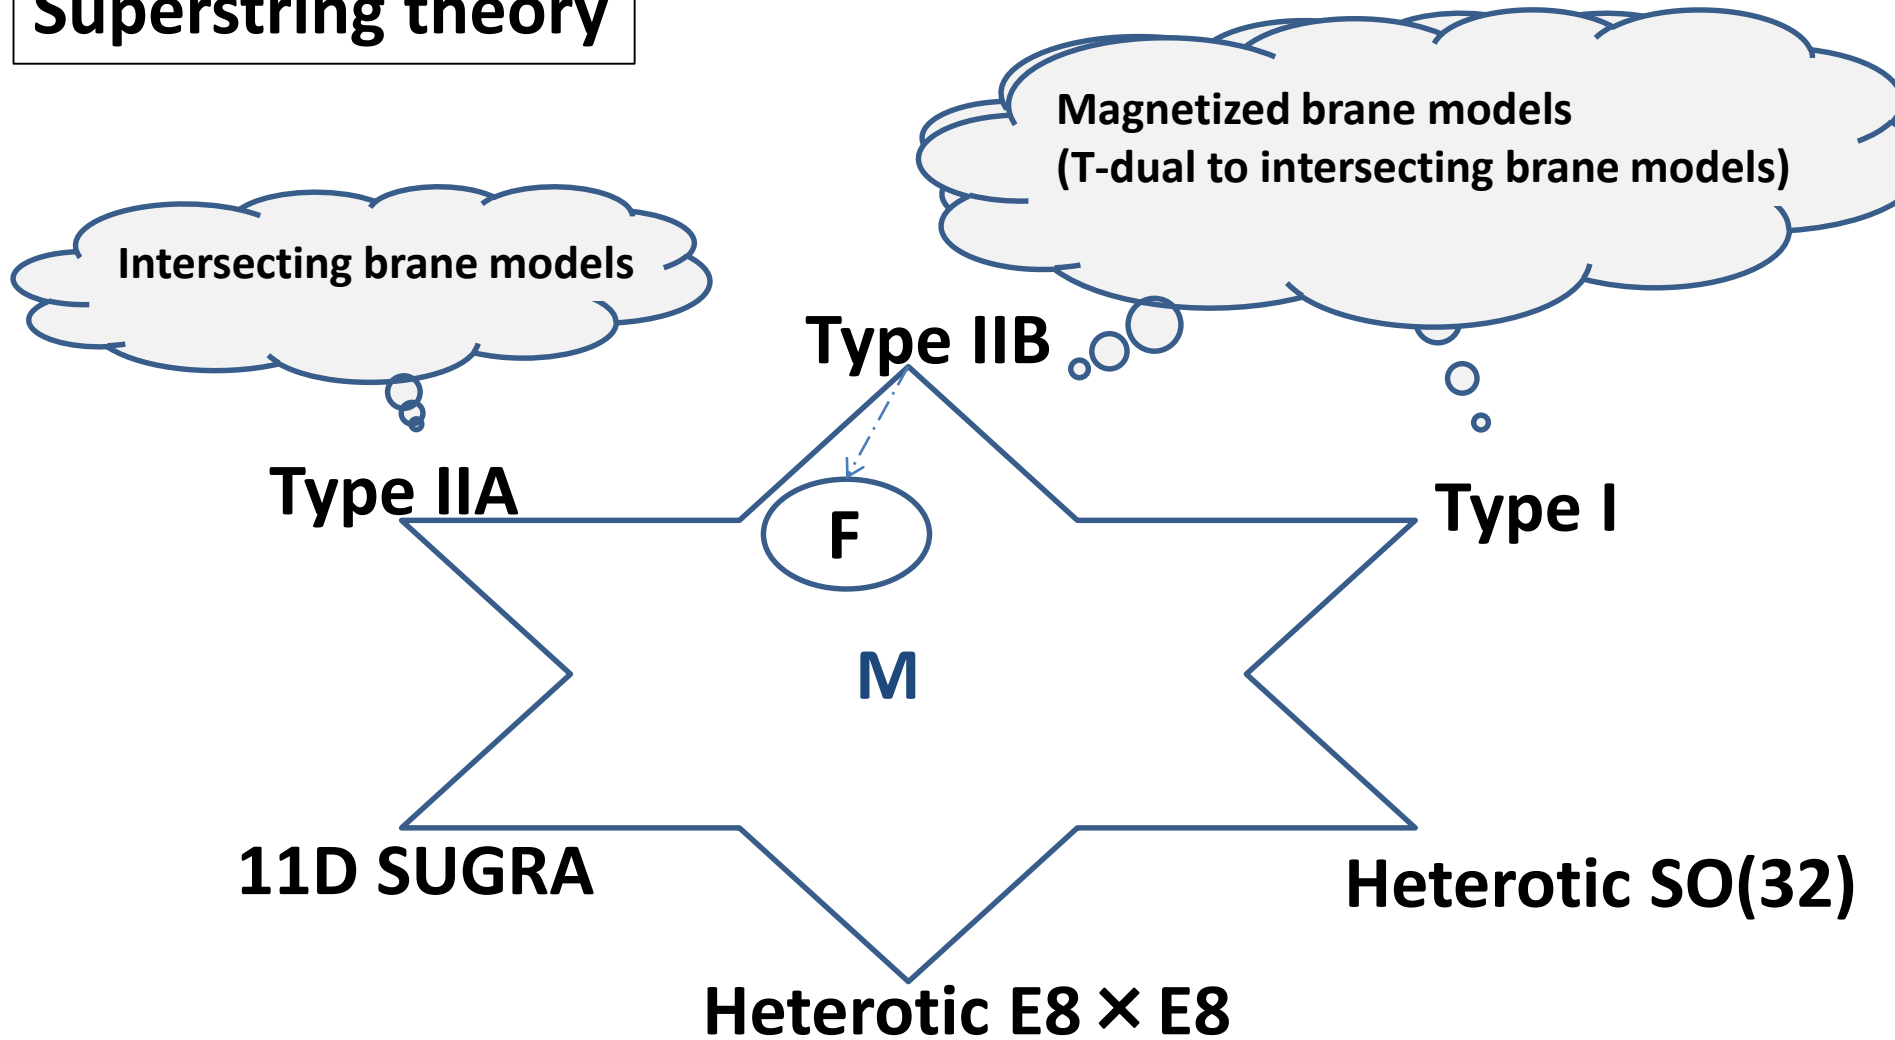 Superstring theory
Magnetized brane models
(T-dual to intersecting brane models)
Intersecting brane models
Type IIB
Type IIA
Type I
F
M
11D SUGRA
Heterotic SO(32)
Heterotic E8 × E8